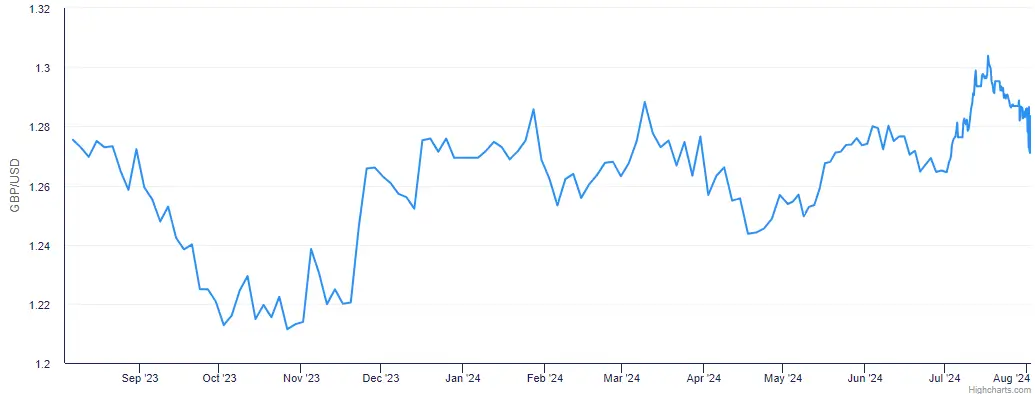 1.32
1.3
1.28
1.26
1.24
1.22
1.2
GBP/USD
Sep '23 Oct '23 Nov '23 Dec '23 Jan '24 Feb '24 Mar '24 Apr '24 May '24 Jun '24 Jul '24 Aug '24
Highcharts.com